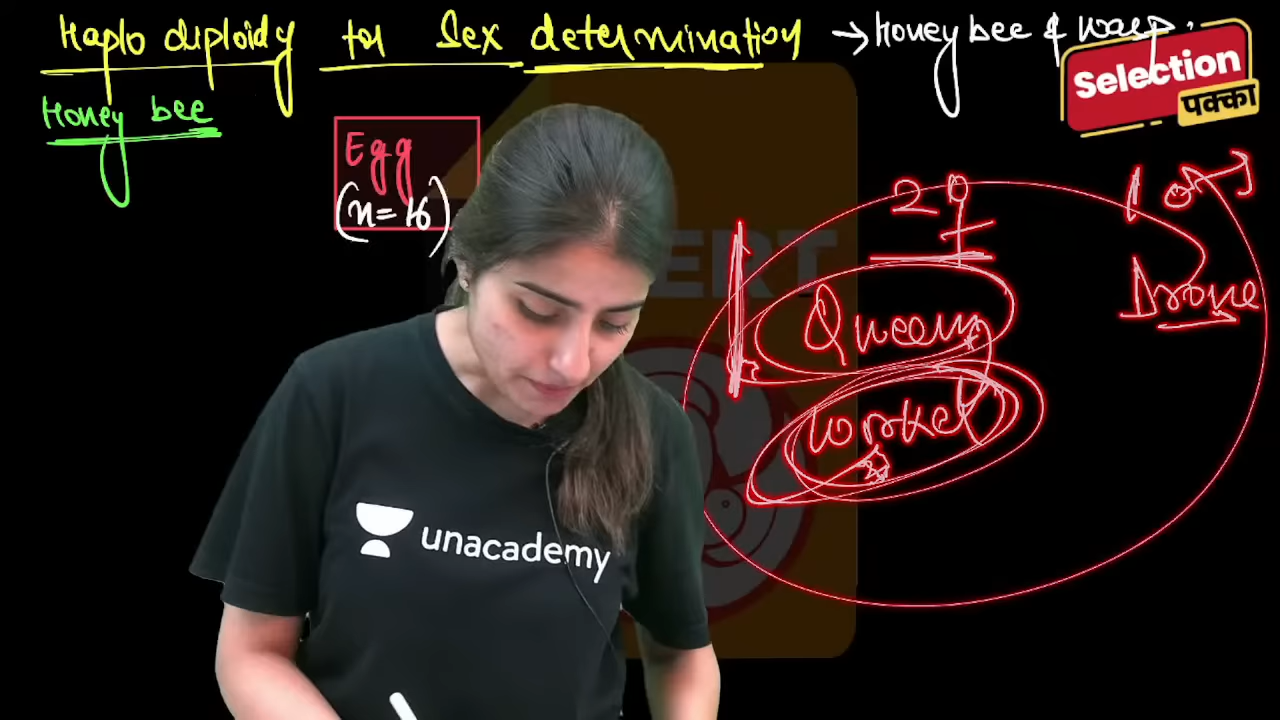 Haplo diploidy for Sex determination → Honey bee & wasp.
Honey bee
Selection
पक्का
Egg
(n=16)
2♀
1 ♂
Drone
Queen
worker
unacademy